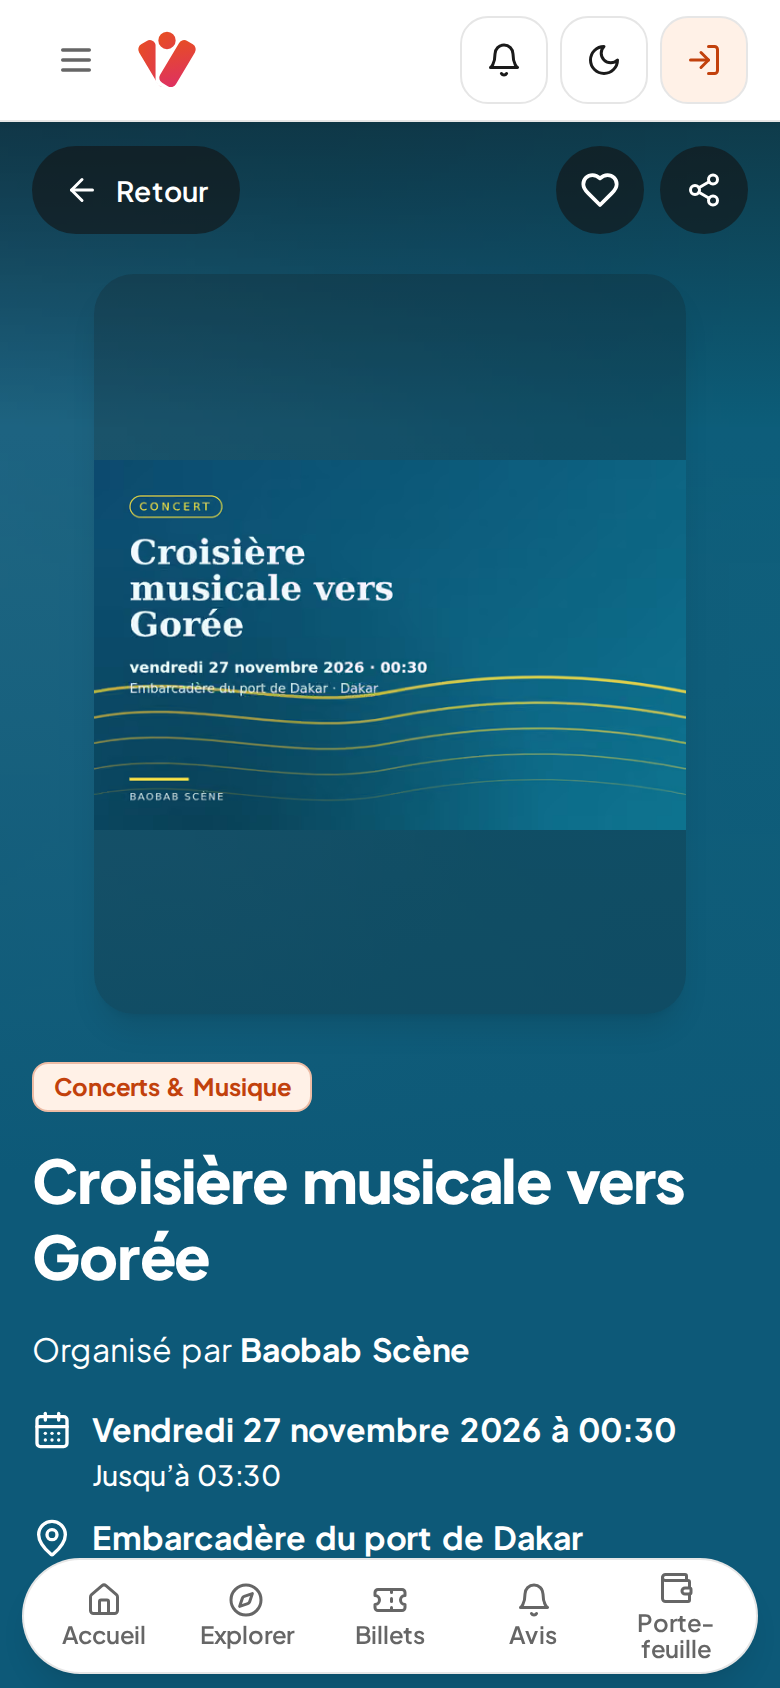 Retour
CONCERT
Croisière
musicale vers
Gorée
vendredi 27 novembre 2026 · 00:30
Embarcadère du port de Dakar · Dakar
BAOBAB SCÈNE
Concerts & Musique
Croisière musicale vers
Gorée
Organisé par Baobab Scène
Vendredi 27 novembre 2026 à 00:30
Jusqu’à 03:30
Embarcadère du port de Dakar
Accueil
Explorer
Billets
Avis
Porte-
feuille